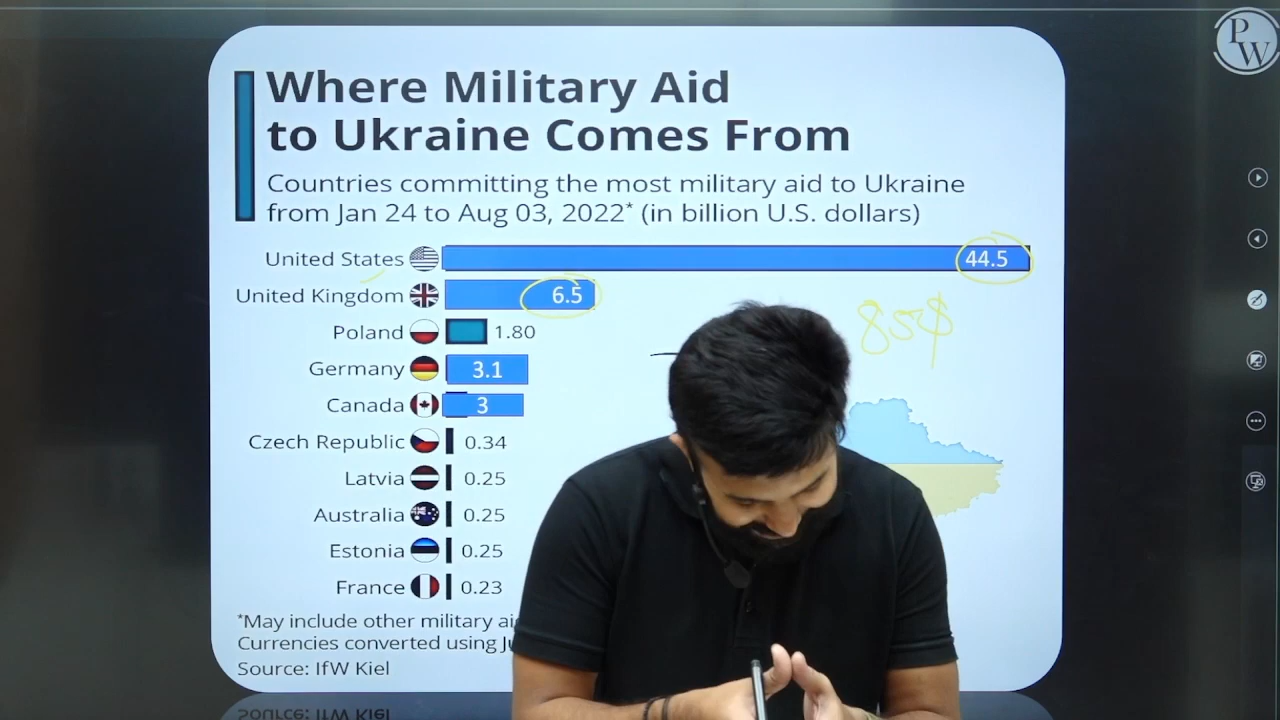 PW
Where Military Aid
to Ukraine Comes From
Countries committing the most military aid to Ukraine
from Jan 24 to Aug 03, 2022* (in billion U.S. dollars)
United States 44.5
United Kingdom 6.5
85$
Poland 1.80
Germany 3.1
Canada 3
Czech Republic 0.34
Latvia 0.25
Australia 0.25
Estonia 0.25
France 0.23
*May include other military
Currencies converted using
Source: IfW Kiel